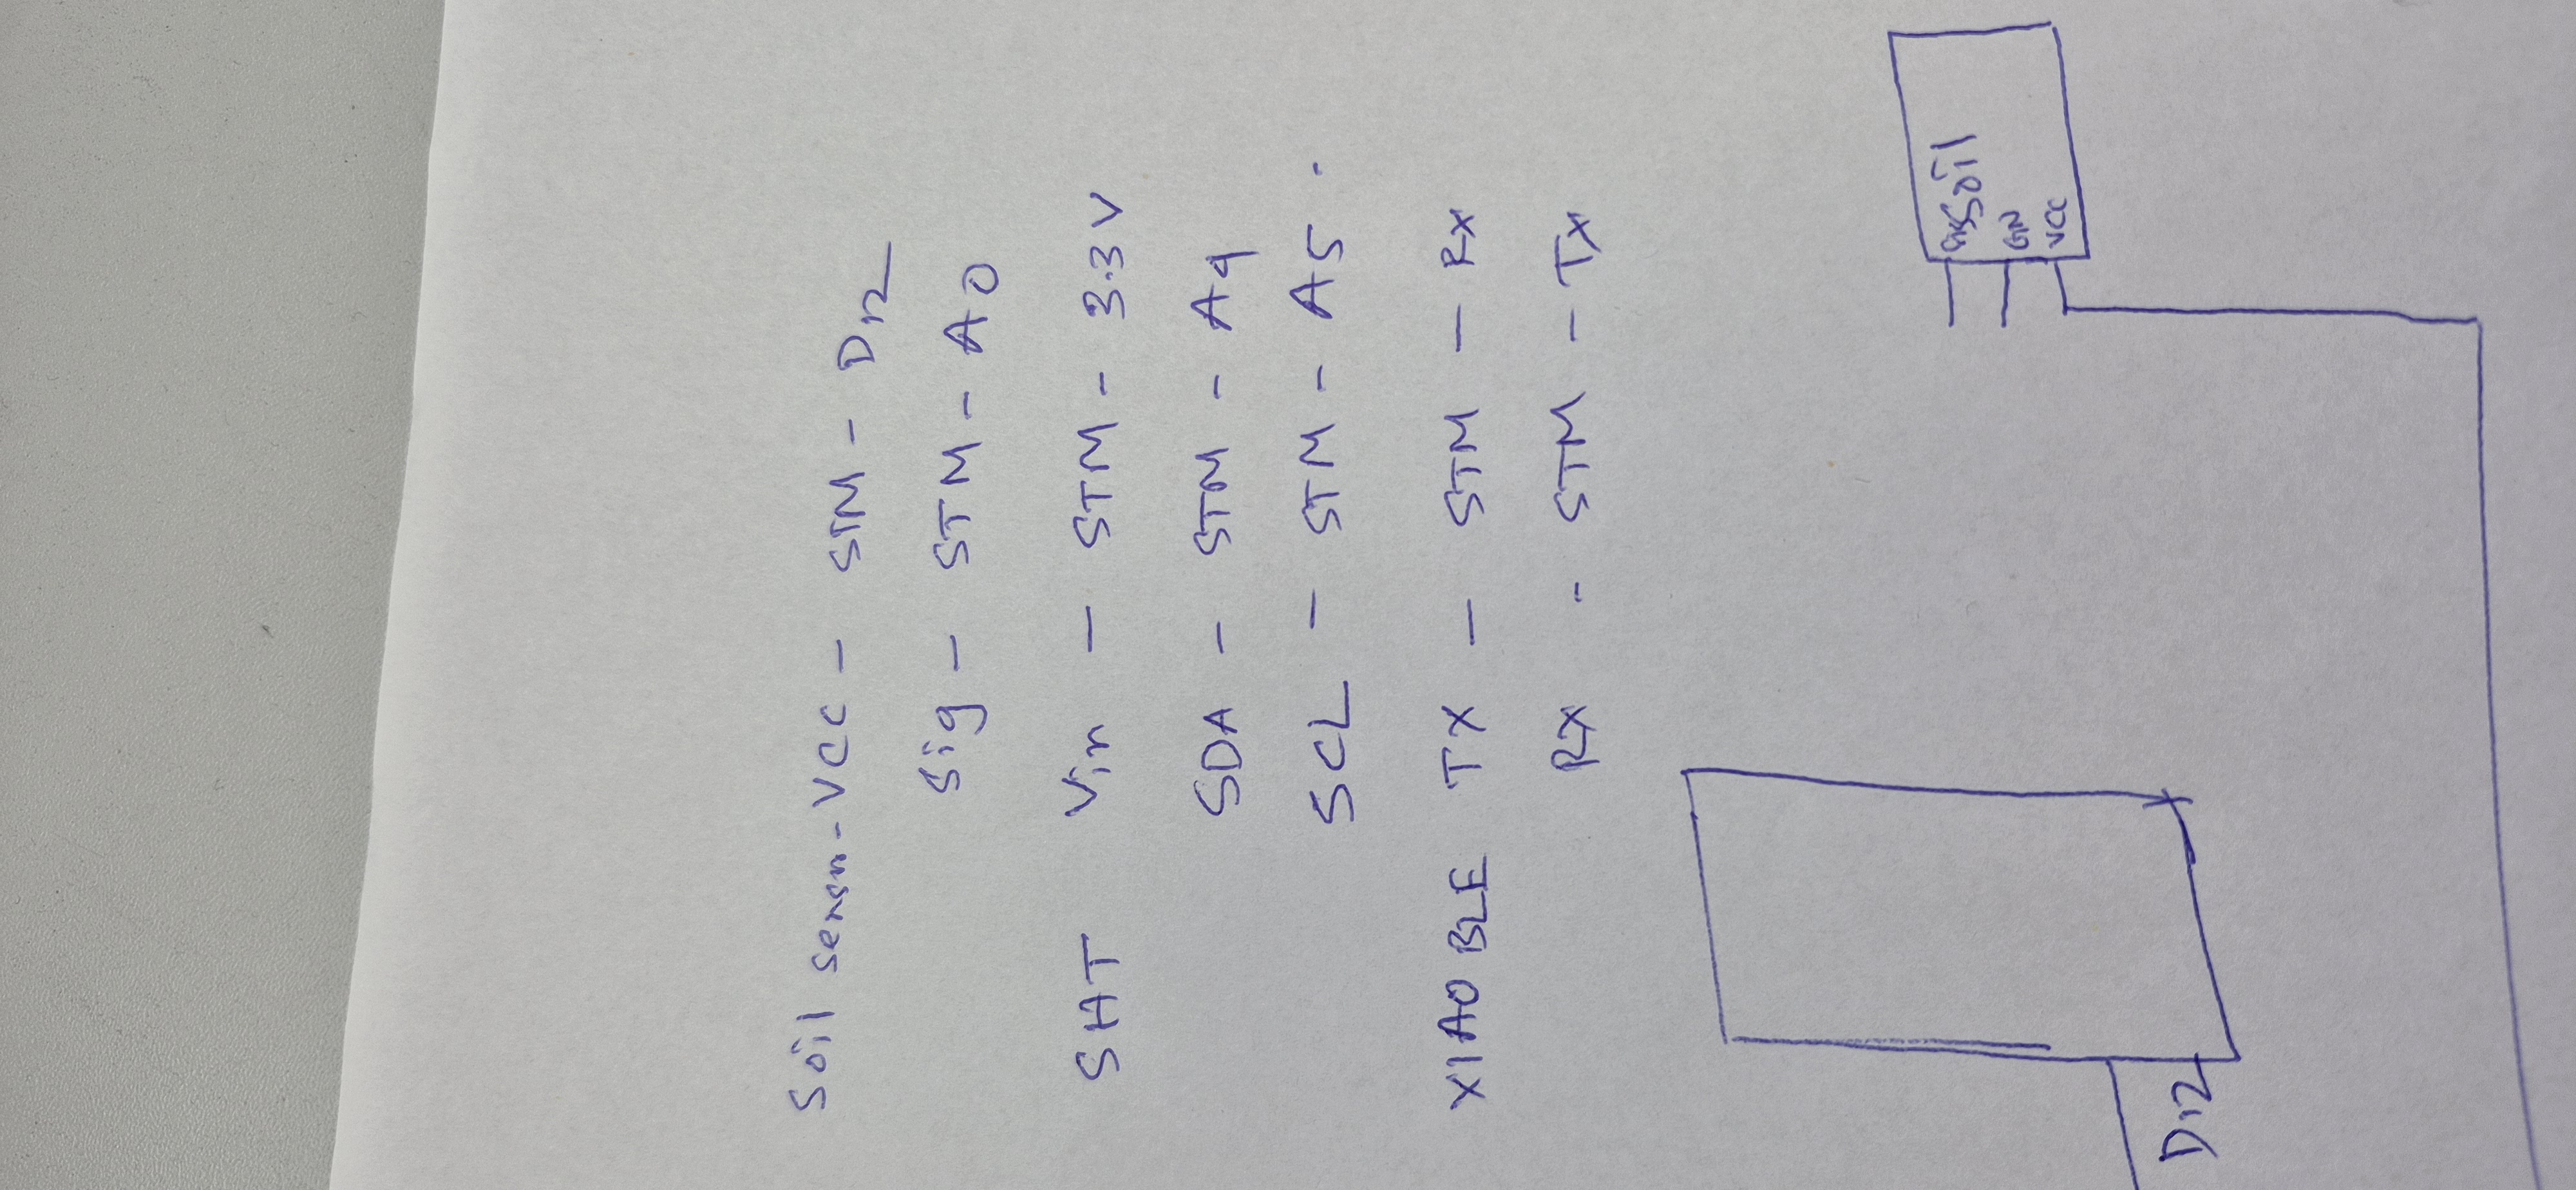 Soil sensor - VCC - STM - D12
Sig - STM - A0
SHT Vin - STM - 3.3V
SDA - STM - A4
SCL - STM - A5
XIAO BLE TX - STM - RX
RX - STM - TX
Soil
GN
VCC
D12